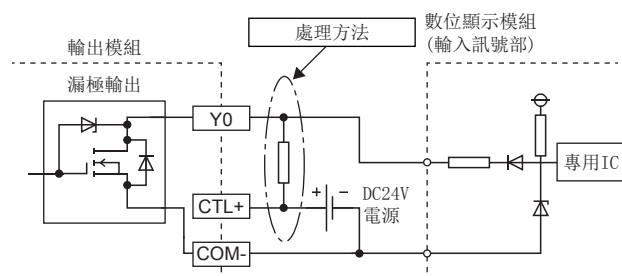 處理方法
數位顯示模組
(輸入訊號部)
輸出模組
漏極輸出
Y0
專用IC
CTL+
+ −
DC24V
電源
COM-